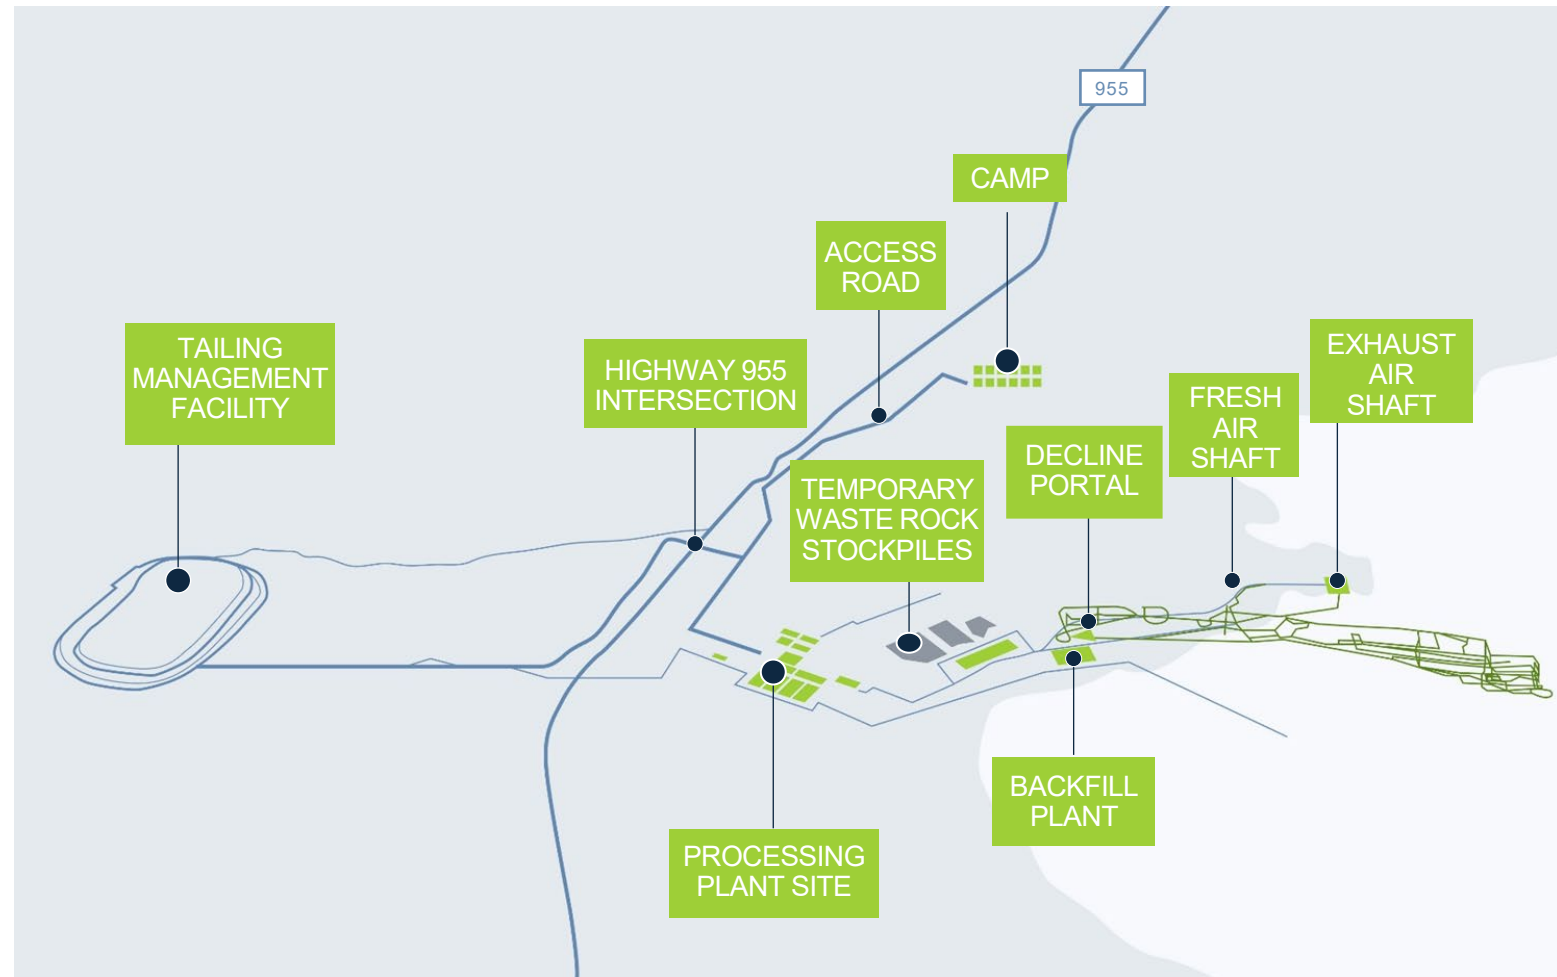 955
CAMP
ACCESS
ROAD
TAILING
MANAGEMENT
FACILITY
HIGHWAY 955
INTERSECTION
EXHAUST
AIR
SHAFT
FRESH
AIR
SHAFT
DECLINE
PORTAL
TEMPORARY
WASTE ROCK
STOCKPILES
BACKFILL
PLANT
PROCESSING
PLANT SITE